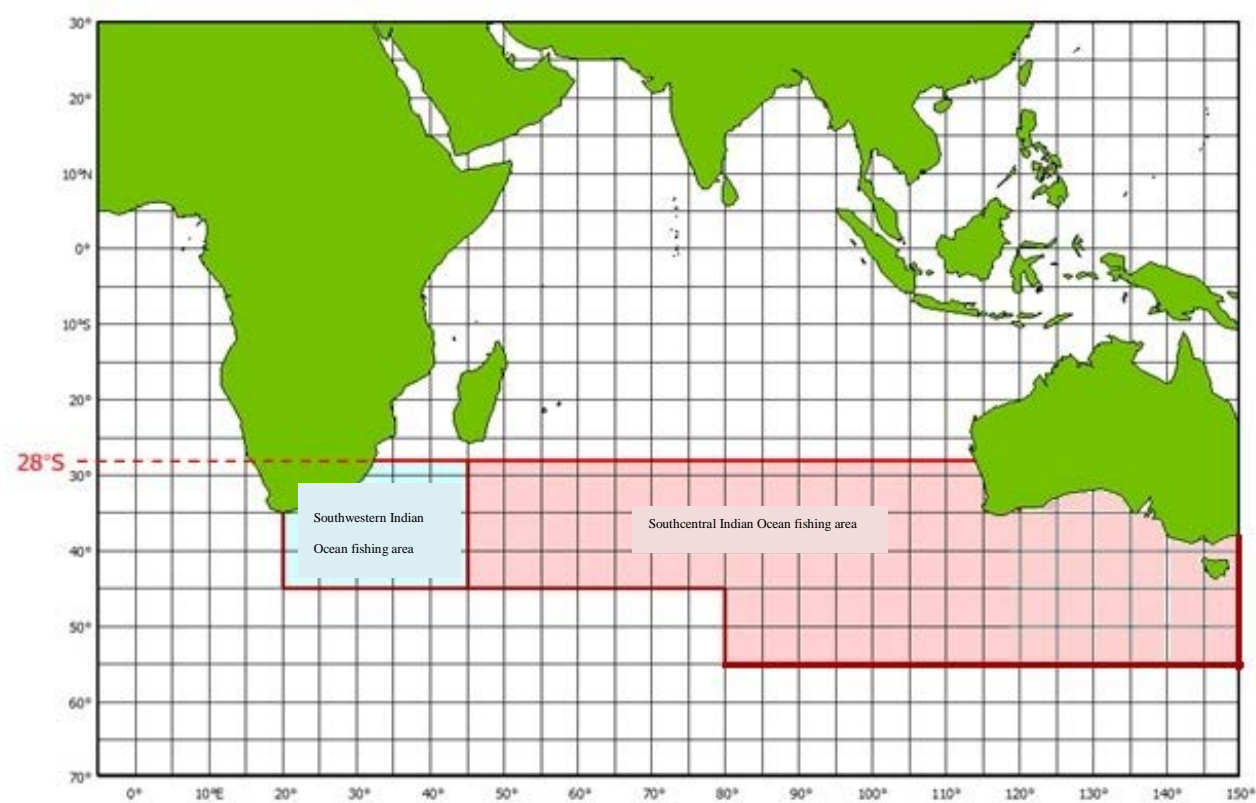 30°
20°
10°N
0°
10°S
20°
28°S
30°
Southwestern Indian
Ocean fishing area
Southcentral Indian Ocean fishing area
40°
50°
60°
70°
0° 10°E 20° 30° 40° 50° 60° 70° 80° 90° 100° 110° 120° 130° 140° 150°